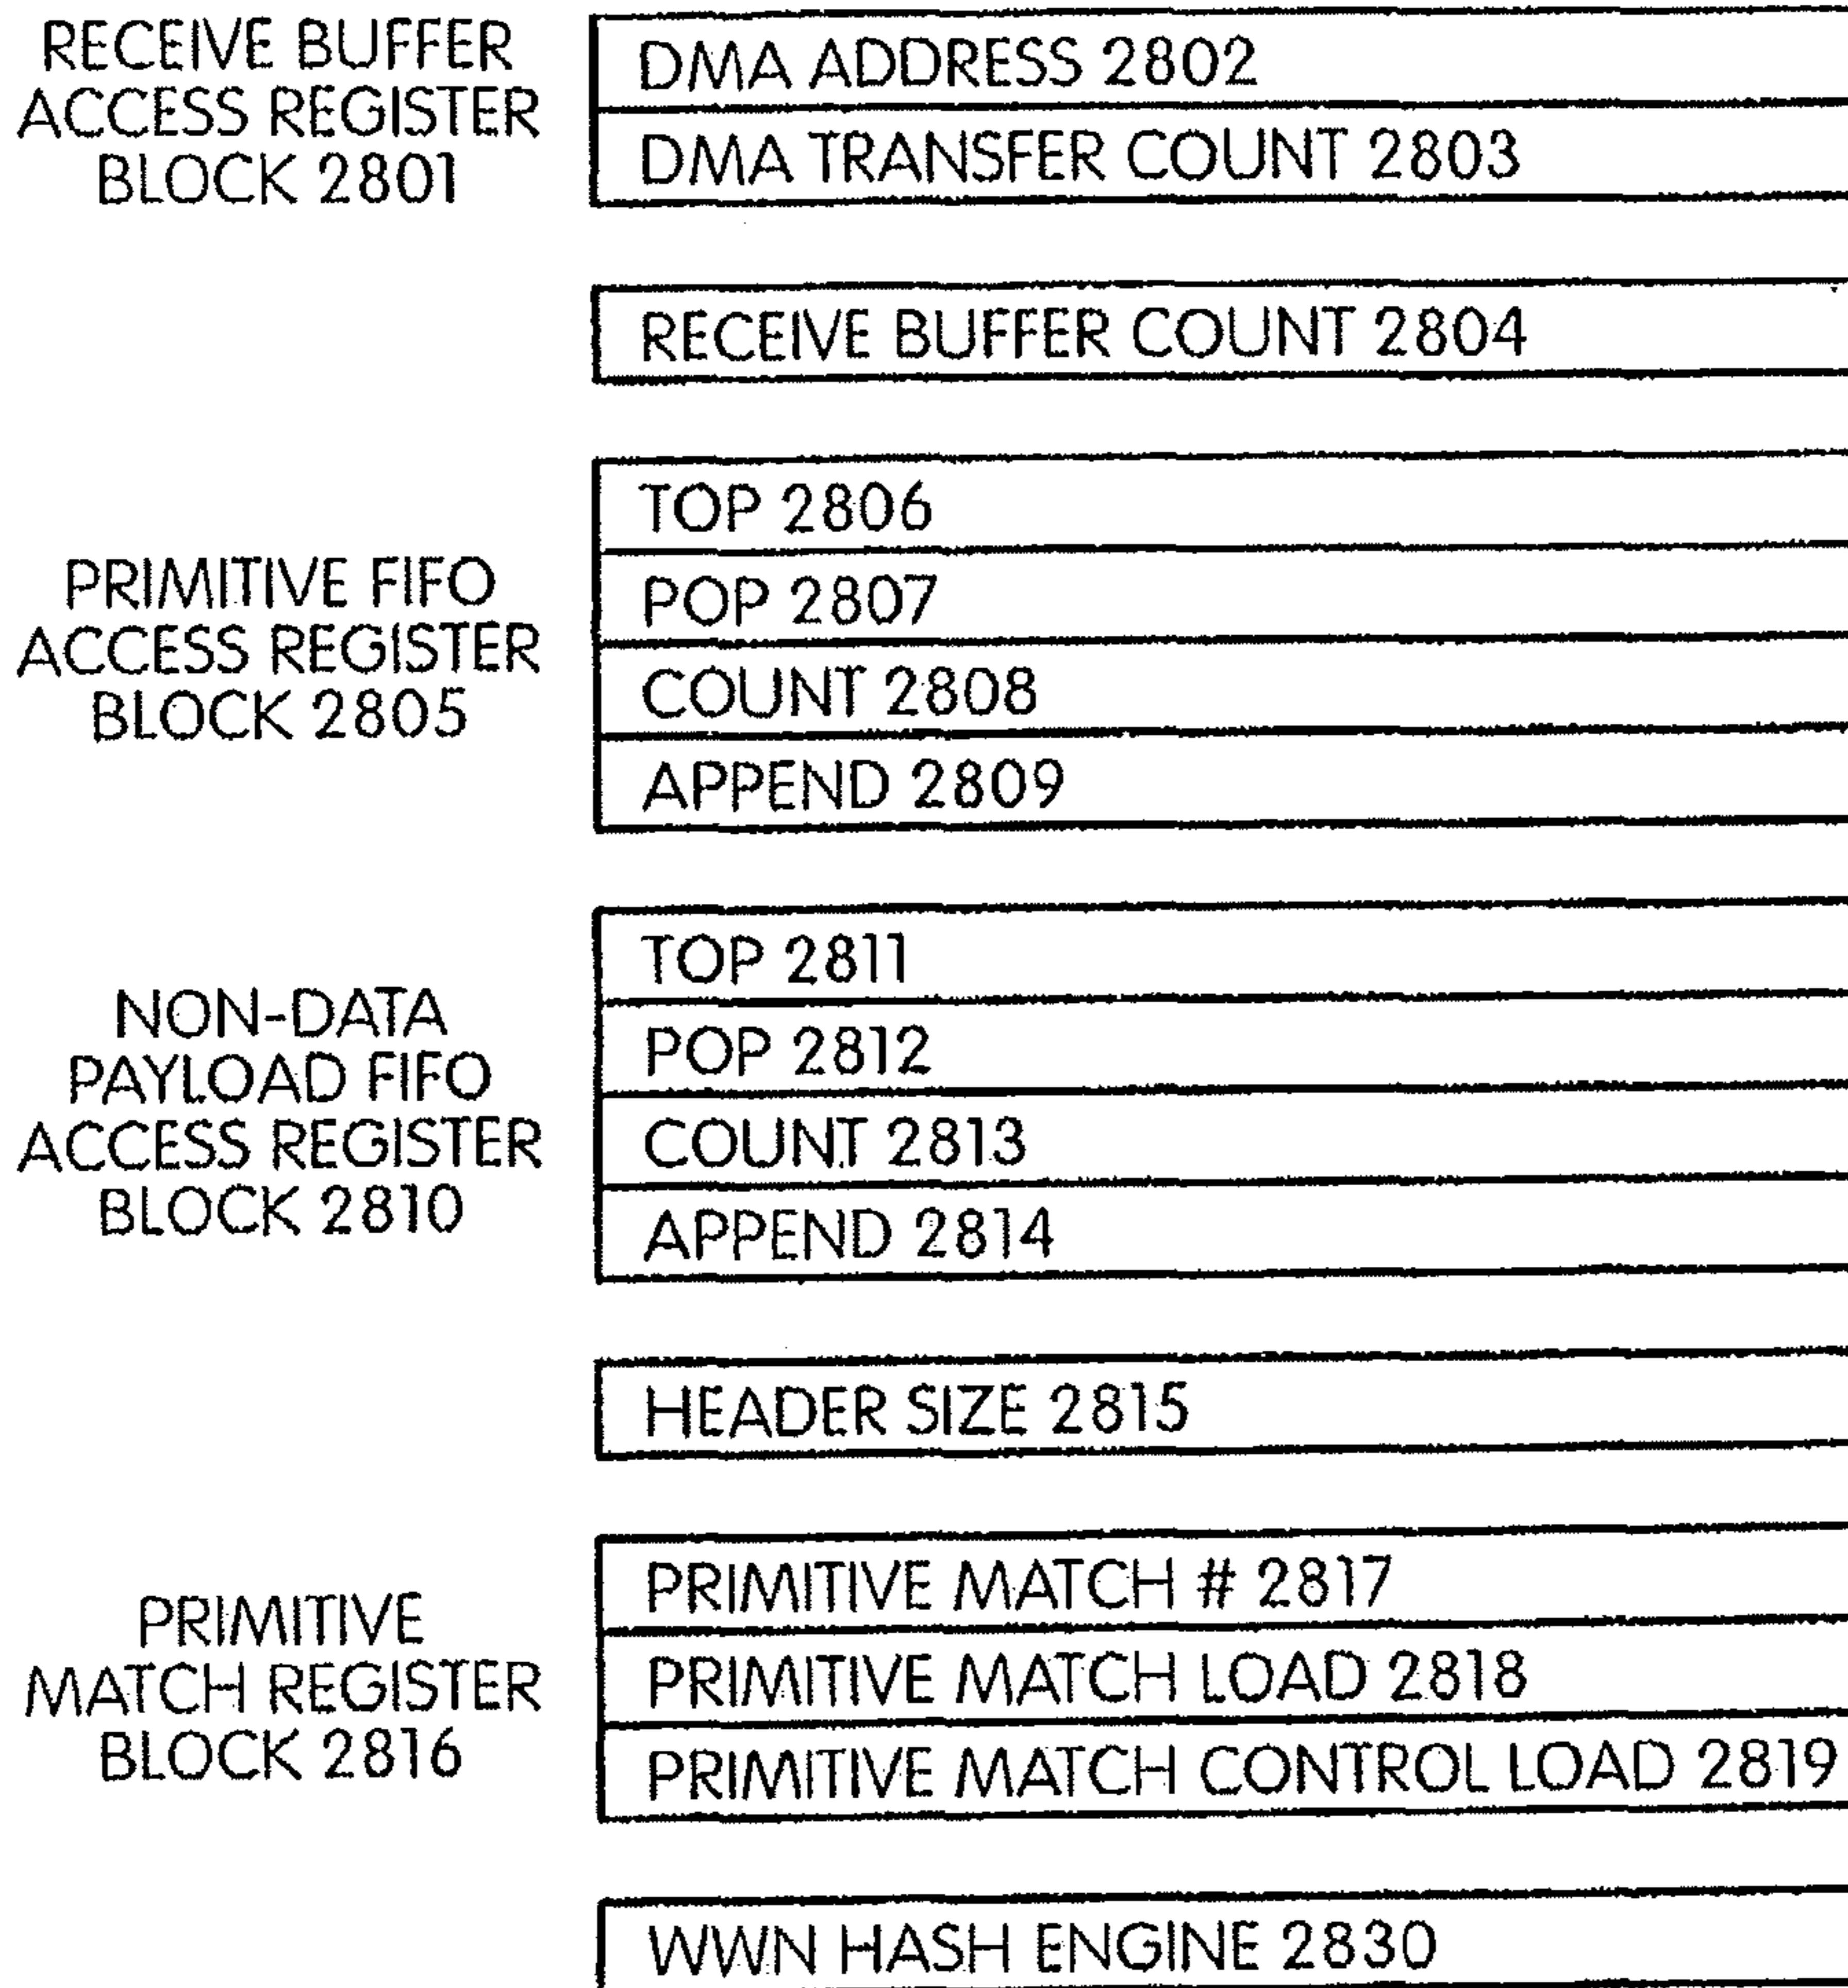 RECEIVE BUFFER
ACCESS REGISTER
BLOCK 2801
DMA ADDRESS 2802
DMA TRANSFER COUNT 2803
RECEIVE BUFFER COUNT 2804
PRIMITIVE FIFO
ACCESS REGISTER
BLOCK 2805
TOP 2806
POP 2807
COUNT 2808
APPEND 2809
NON-DATA
PAYLOAD FIFO
ACCESS REGISTER
BLOCK 2810
TOP 2811
POP 2812
COUNT 2813
APPEND 2814
HEADER SIZE 2815
PRIMITIVE
MATCH REGISTER
BLOCK 2816
PRIMITIVE MATCH # 2817
PRIMITIVE MATCH LOAD 2818
PRIMITIVE MATCH CONTROL LOAD 2819
WWN HASH ENGINE 2830